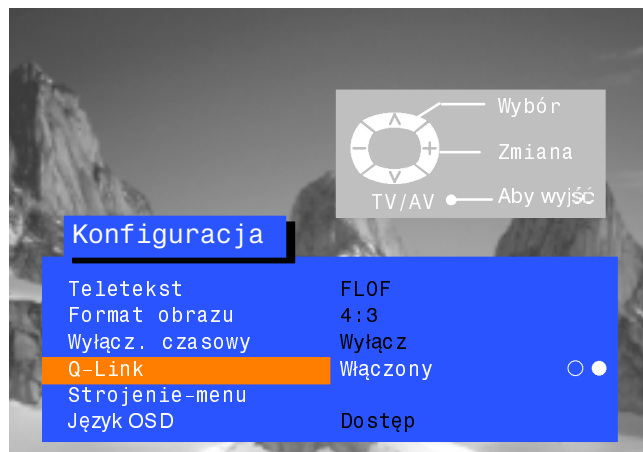 Wybór
Zmiana
TV/AV Aby wyjść
Konfiguracja
Teletekst FLOF
Format obrazu 4:3
Wyłącz. czasowy Wyłącz
Q-Link Włączony
Strojenie-menu
Język OSD Dostęp